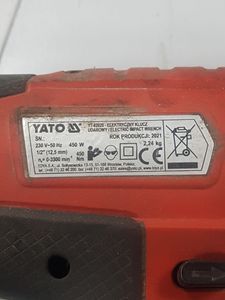 YATO
YT-82020 - ELEKTRYCZNY KLUCZ
UDAROWY / ELECTRIC IMPACT WRENCH
SN.:
ROK PRODUKCJI: 2021
230 V~50 Hz 450 W
2,24 kg
1/2" (12,5 mm) 450 Nm
n₀= 0-3300 min⁻¹
TOYA S.A. ul. Sołtysowicka 13-15, 51-168 Wrocław, Polska,